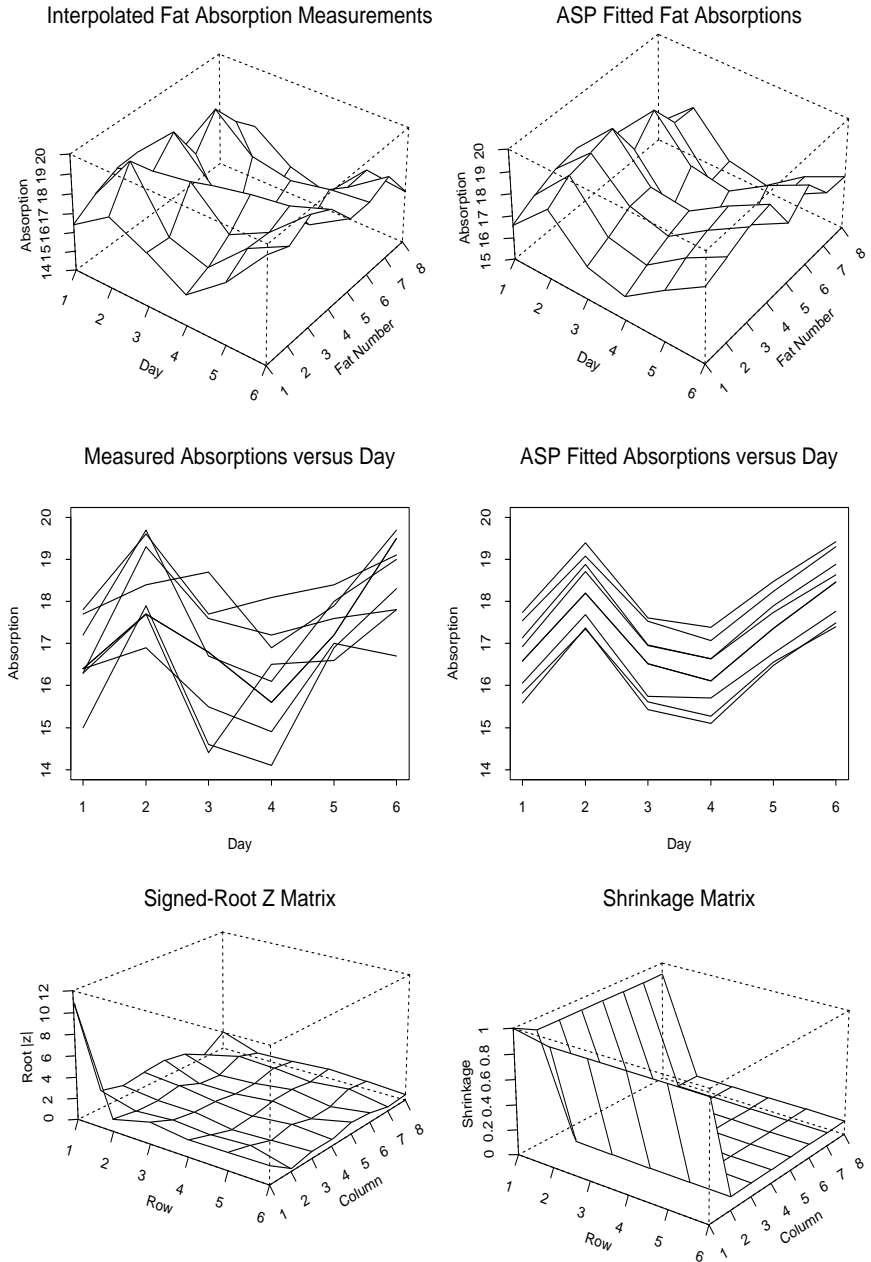 Interpolated Fat Absorption Measurements
ASP Fitted Fat Absorptions
Absorption
14 15 16 17 18 19 20
1 2 3 4 5 6
Day
1 2 3 4 5 6 7 8
Fat Number
Absorption
15 16 17 18 19 20
1 2 3 4 5 6
Day
1 2 3 4 5 6 7 8
Fat Number
Measured Absorptions versus Day
ASP Fitted Absorptions versus Day
Absorption
14 15 16 17 18 19 20
1 2 3 4 5 6
Day
Absorption
14 15 16 17 18 19 20
1 2 3 4 5 6
Day
Signed-Root Z Matrix
Shrinkage Matrix
Root |z|
0 2 4 6 8 10 12
1 2 3 4 5 6
Row
1 2 3 4 5 6 7 8
Column
Shrinkage
0 0.2 0.4 0.6 0.8 1
1 2 3 4 5 6
Row
1 2 3 4 5 6 7 8
Column